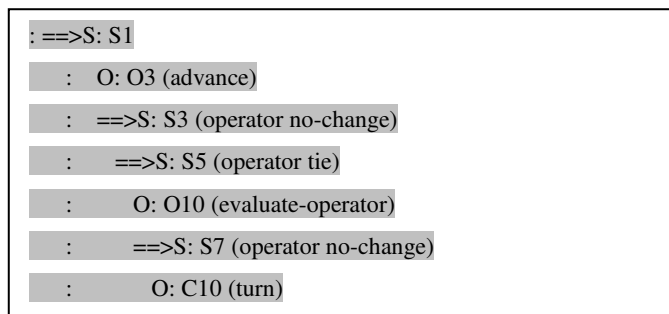 : ==>S: S1
: O: O3 (advance)
: ==>S: S3 (operator no-change)
: ==>S: S5 (operator tie)
: O: O10 (evaluate-operator)
: ==>S: S7 (operator no-change)
: O: C10 (turn)